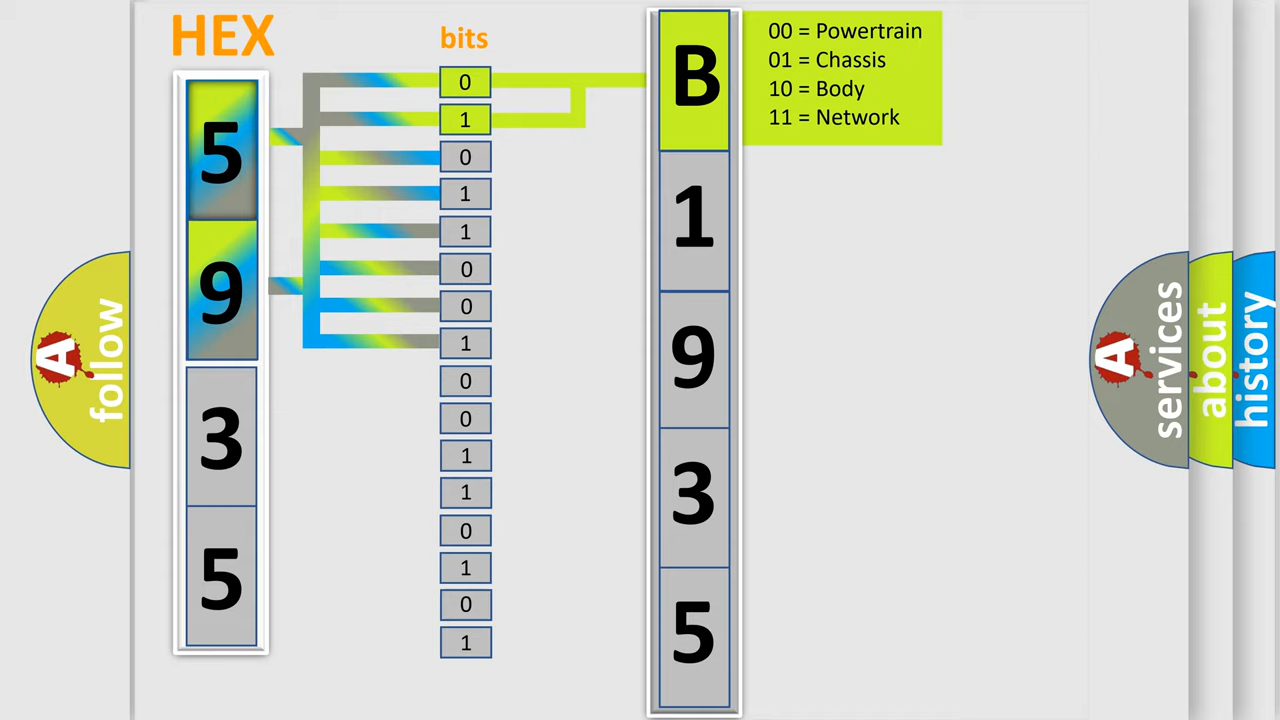 HEX
bits
5
9
3
5
0
1
0
1
1
0
0
1
0
0
1
1
0
1
0
1
B
1
9
3
5
00 = Powertrain
01 = Chassis
10 = Body
11 = Network
A
follow
A
services
about
history